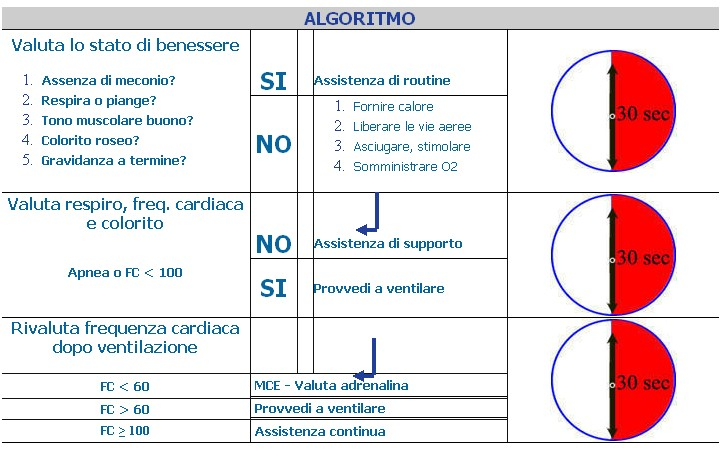 ALGORITMO
Valuta lo stato di benessere
1. Assenza di meconio?
2. Respira o piange?
3. Tono muscolare buono?
4. Colorito roseo?
5. Gravidanza a termine?
SI
Assistenza di routine
NO
1. Fornire calore
2. Liberare le vie aeree
3. Asciugare, stimolare
4. Somministrare O2
30 sec
Valuta respiro, freq. cardiaca
e colorito
Apnea o FC < 100
NO
Assistenza di supporto
SI
Provvedi a ventilare
30 sec
Rivaluta frequenza cardiaca
dopo ventilazione
FC < 60
MCE - Valuta adrenalina
FC > 60
Provvedi a ventilare
FC ≥ 100
Assistenza continua
30 sec